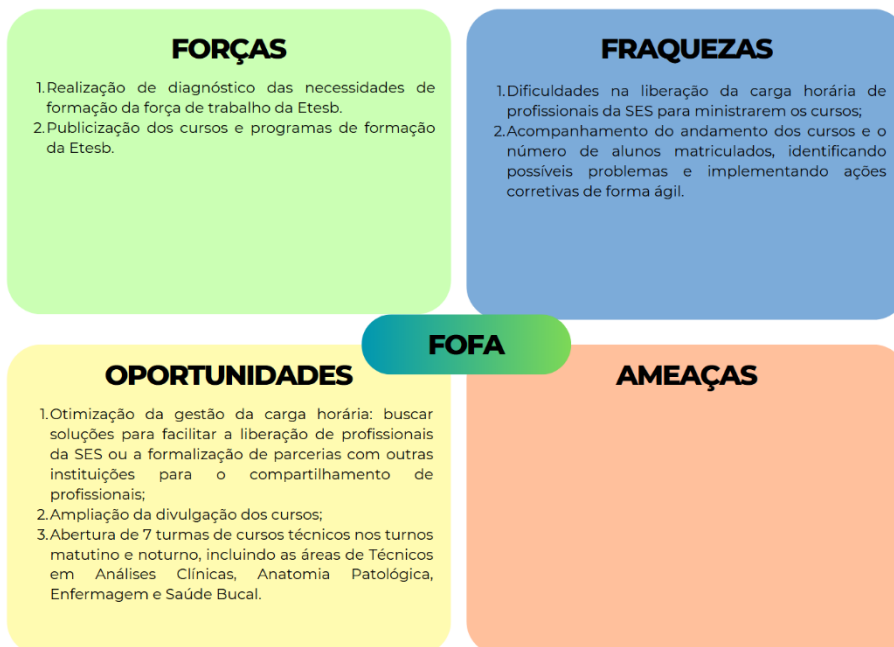 FORÇAS
1. Realização de diagnóstico das necessidades de
formação da força de trabalho da Etesb.
2. Publicização dos cursos e programas de formação
da Etesb.
FRAQUEZAS
1. Dificuldades na liberação da carga horária de
profissionais da SES para ministrarem os cursos;
2. Acompanhamento do andamento dos cursos e o
número de alunos matriculados, identificando
possíveis problemas e implementando ações
corretivas de forma ágil.
FOFA
OPORTUNIDADES
1. Otimização da gestão da carga horária: buscar
soluções para facilitar a liberação de profissionais
da SES ou a formalização de parcerias com outras
instituições para o compartilhamento de
profissionais;
2. Ampliação da divulgação dos cursos;
3. Abertura de 7 turmas de cursos técnicos nos turnos
matutino e noturno, incluindo as áreas de Técnicos
em Análises Clínicas, Anatomia Patológica,
Enfermagem e Saúde Bucal.
AMEAÇAS